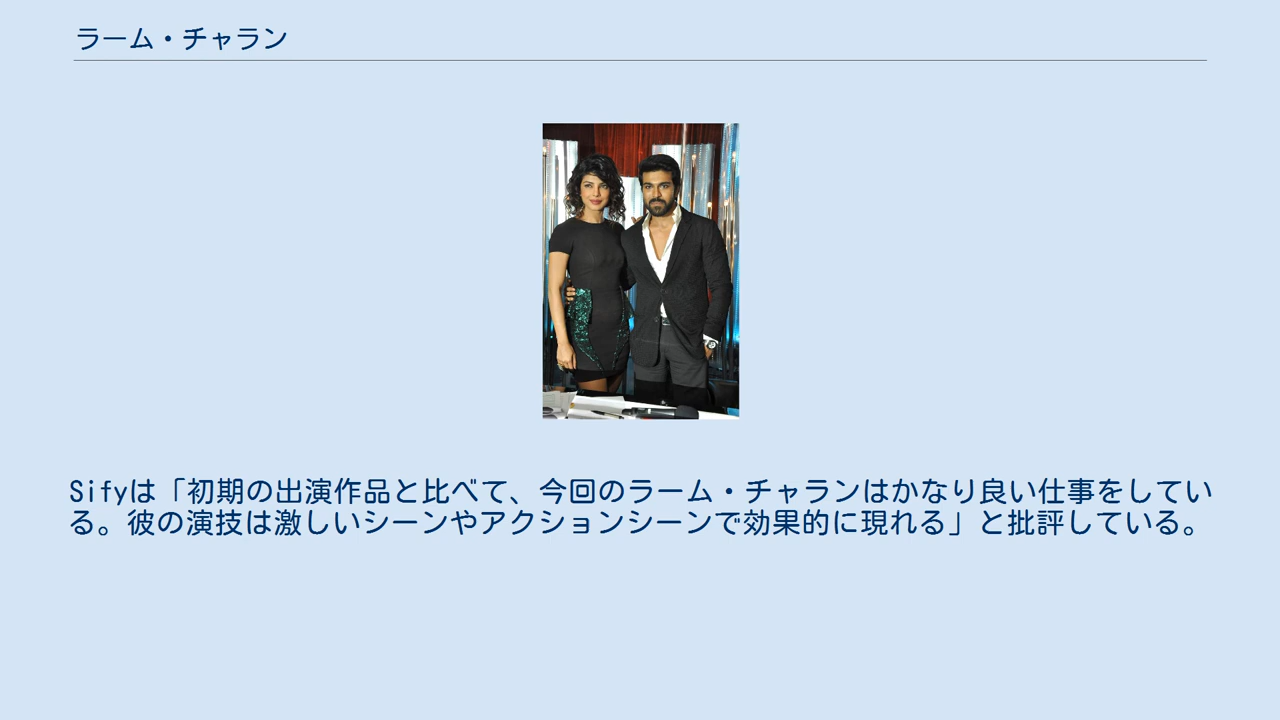 ラーム・チャラン
Sifyは「初期の出演作品と比べて、今回のラーム・チャランはかなり良い仕事をしてい
る。彼の演技は激しいシーンやアクションシーンで効果的に現れる」と批評している。